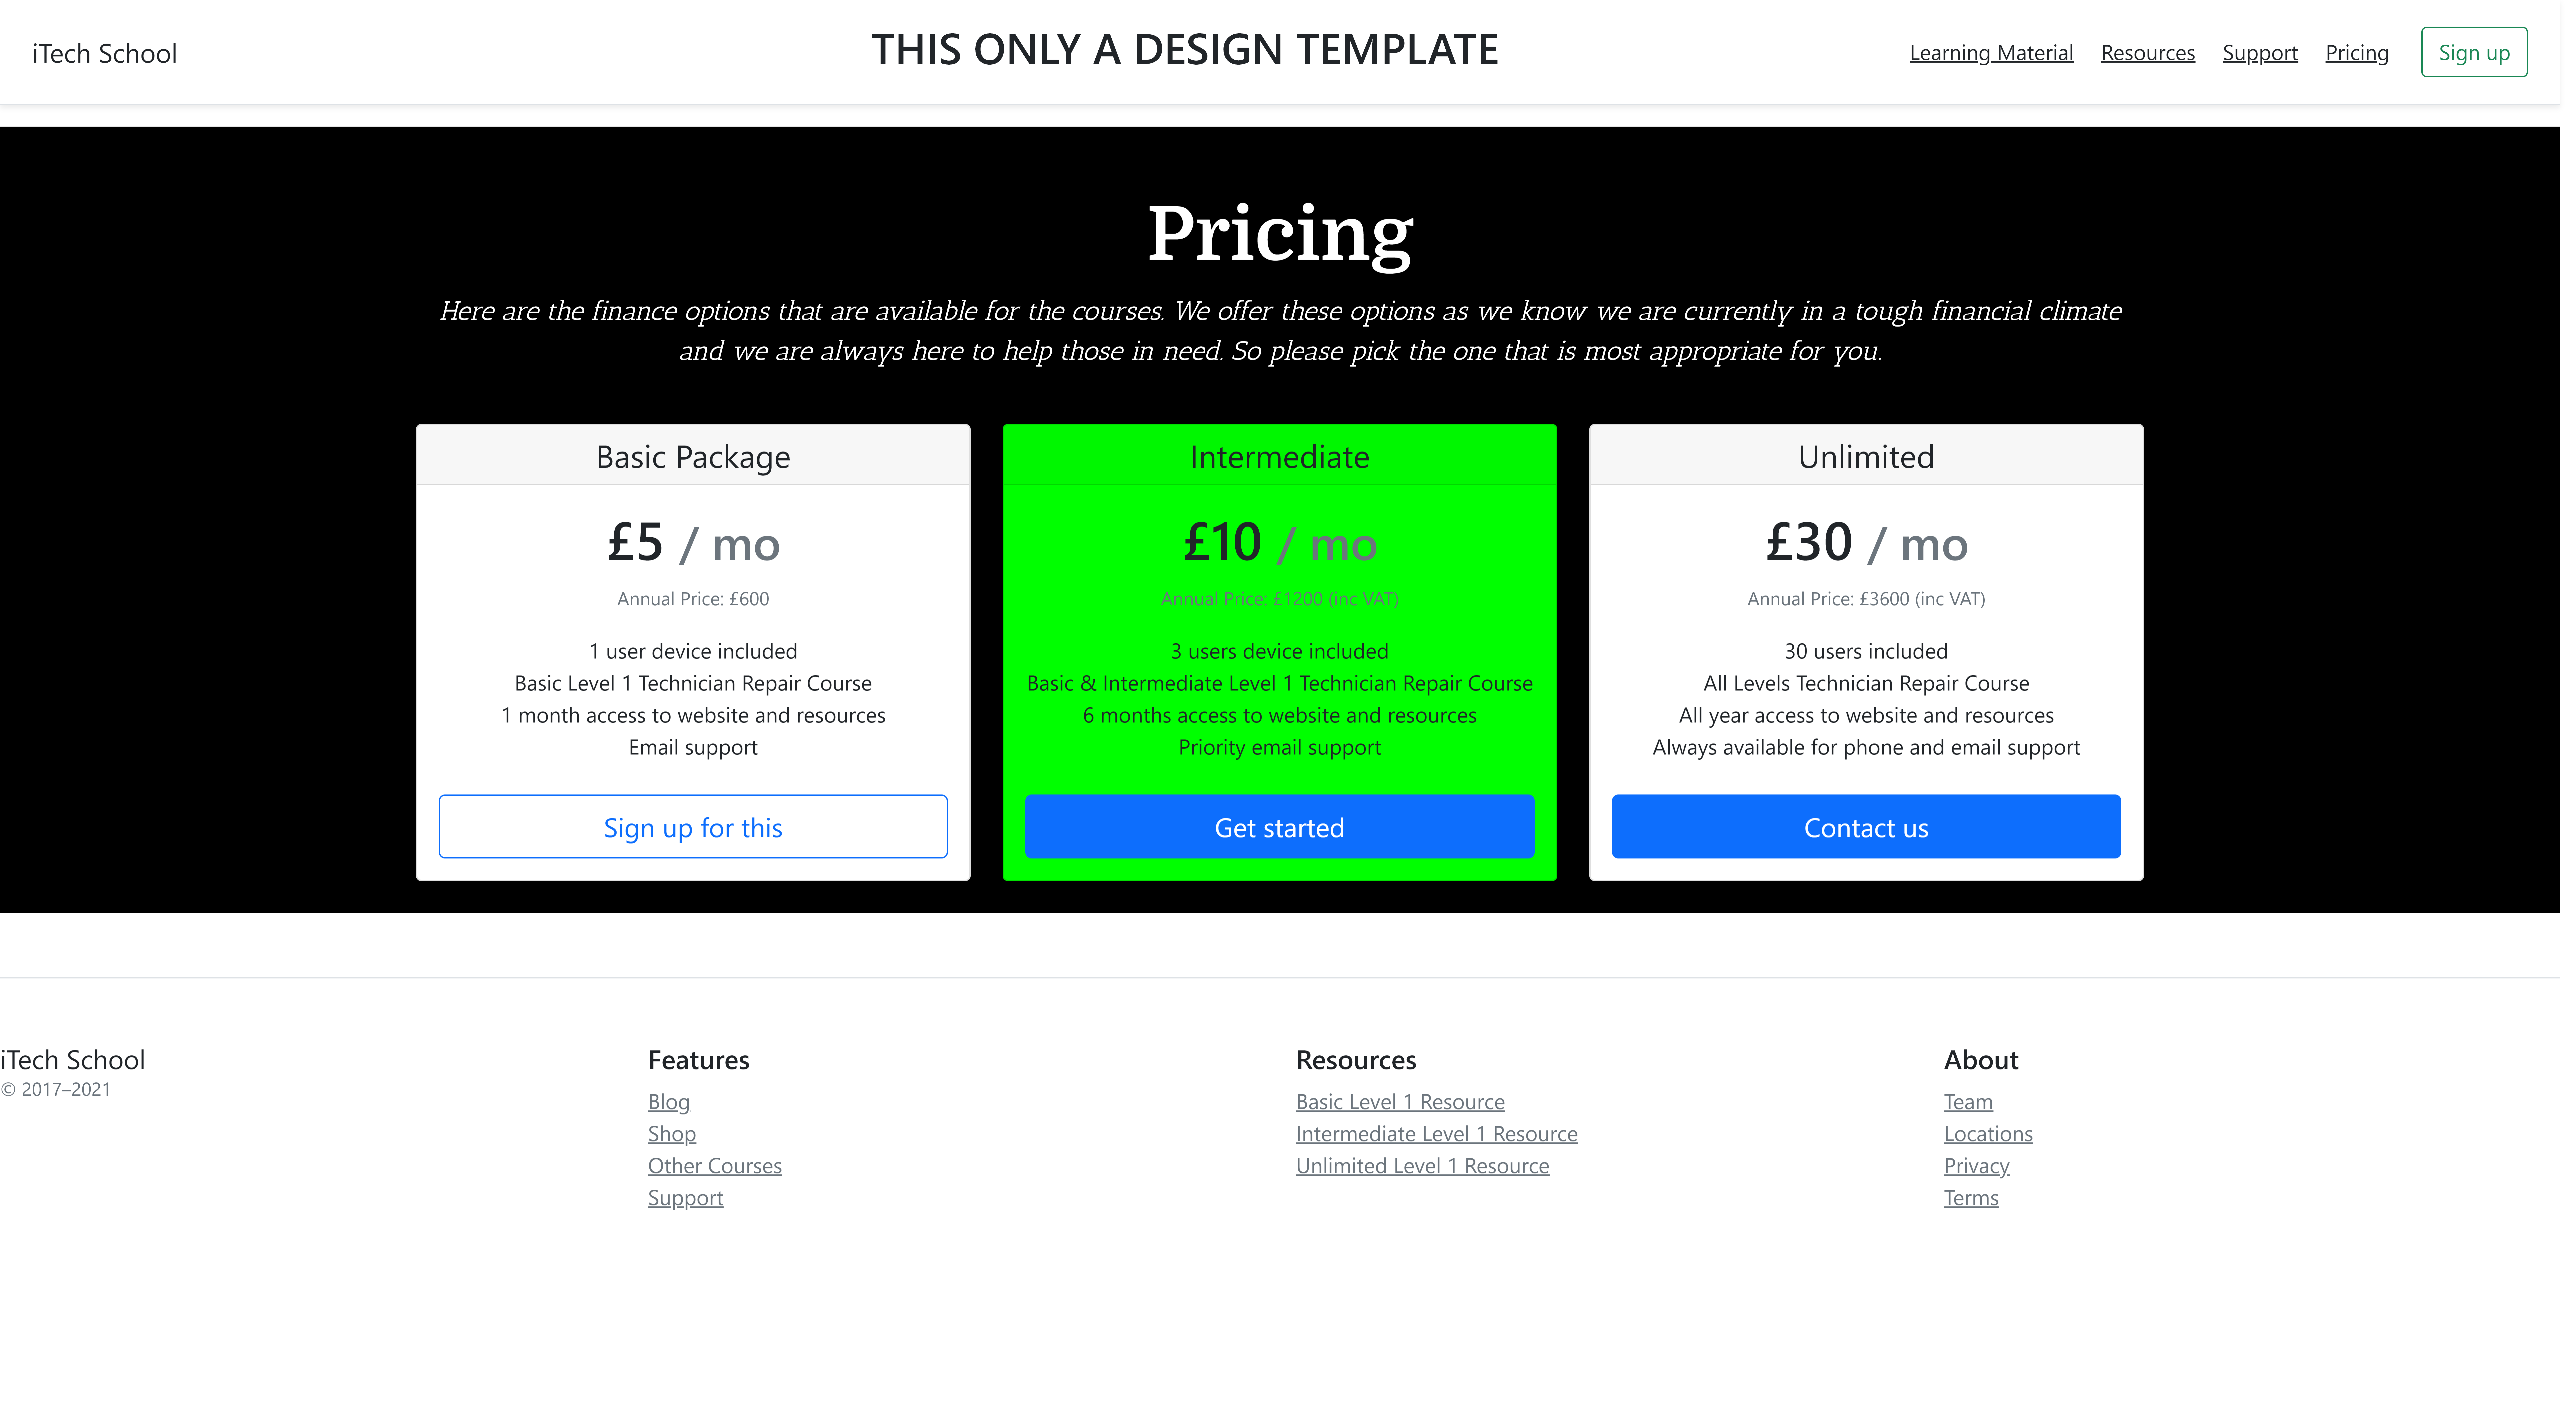 iTech School
THIS ONLY A DESIGN TEMPLATE
Learning Material
Resources
Support
Pricing
Sign up
Pricing
Here are the finance options that are available for the courses. We offer these options as we know we are currently in a tough financial climate
and we are always here to help those in need. So please pick the one that is most appropriate for you.
Basic Package
£5 / mo
Annual Price: £600
1 user device included
Basic Level 1 Technician Repair Course
1 month access to website and resources
Email support
Sign up for this
Intermediate
£10 / mo
Annual Price: £1200 (inc VAT)
3 users device included
Basic & Intermediate Level 1 Technician Repair Course
6 months access to website and resources
Priority email support
Get started
Unlimited
£30 / mo
Annual Price: £3600 (inc VAT)
30 users included
All Levels Technician Repair Course
All year access to website and resources
Always available for phone and email support
Contact us
iTech School
© 2017–2021
Features
Blog
Shop
Other Courses
Support
Resources
Basic Level 1 Resource
Intermediate Level 1 Resource
Unlimited Level 1 Resource
About
Team
Locations
Privacy
Terms